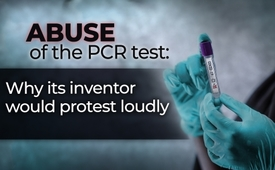 ABUSE
of the PCR test:
Why its inventor
would protest loudly